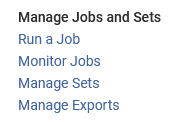 Manage Jobs and Sets
Run a Job
Monitor Jobs
Manage Sets
Manage Exports